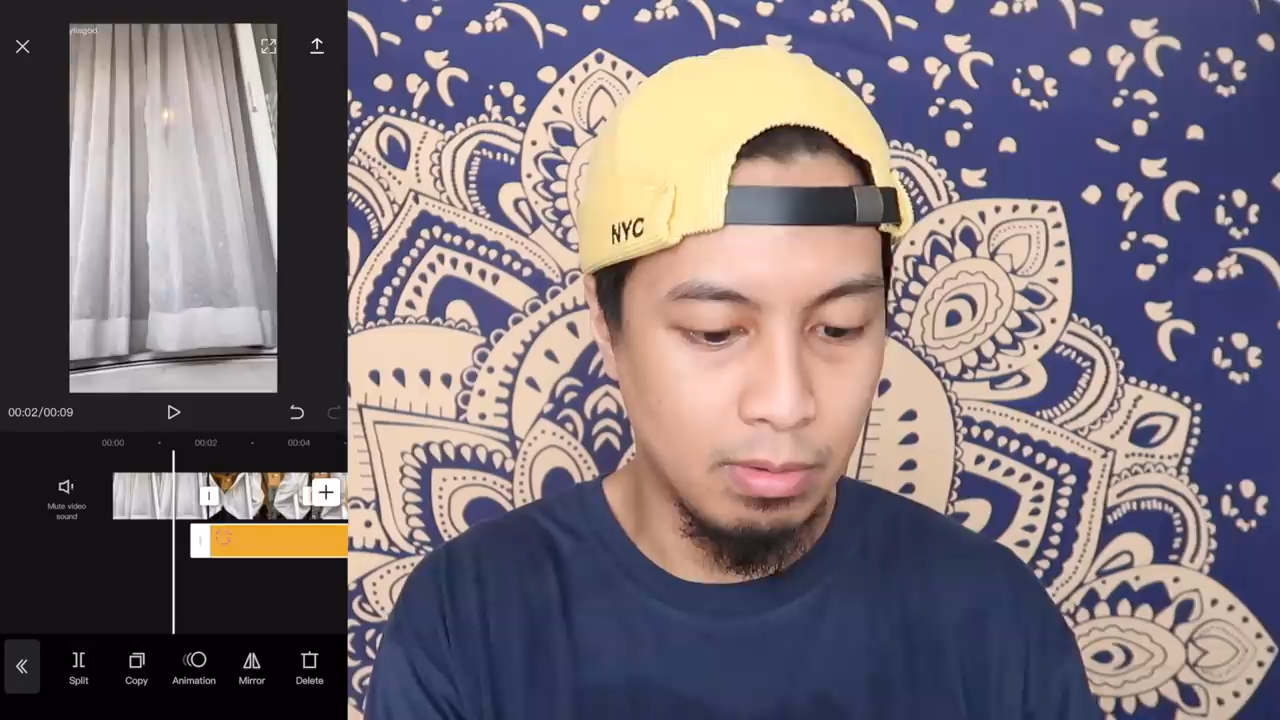 00:02/00:09
00:00
00:02
00:04
Mute video
sound
Split
Copy
Animation
Mirror
Delete
NYC